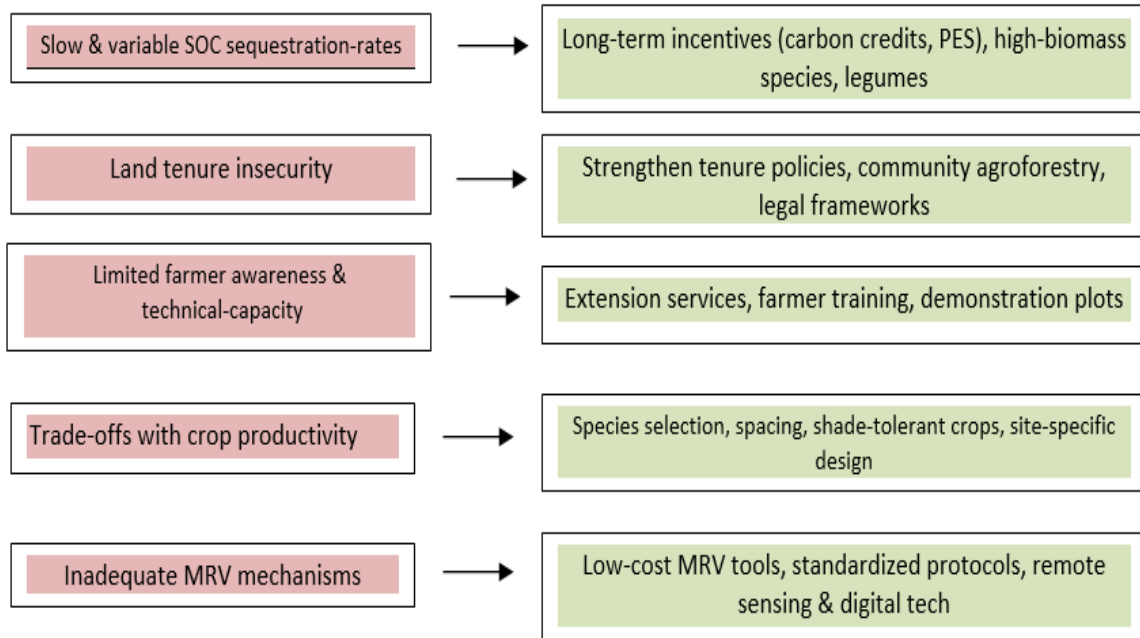 Slow & variable SOC sequestration-rates
Long-term incentives (carbon credits, PES), high-biomass
species, legumes
Land tenure insecurity
Strengthen tenure policies, community agroforestry,
legal frameworks
Limited farmer awareness &
technical-capacity
Extension services, farmer training, demonstration plots
Trade-offs with crop productivity
Species selection, spacing, shade-tolerant crops, site-specific
design
Inadequate MRV mechanisms
Low-cost MRV tools, standardized protocols, remote
sensing & digital tech